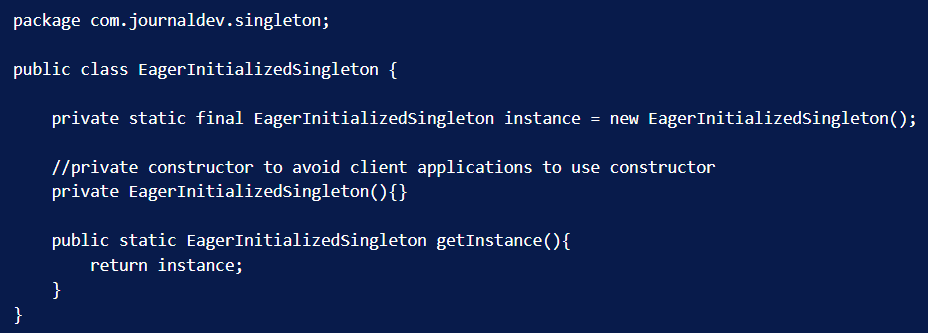 package com.journaldev.singleton;
public class EagerInitializedSingleton {
private static final EagerInitializedSingleton instance = new EagerInitializedSingleton();
//private constructor to avoid client applications to use constructor
private EagerInitializedSingleton(){}
public static EagerInitializedSingleton getInstance(){
return instance;
}
}